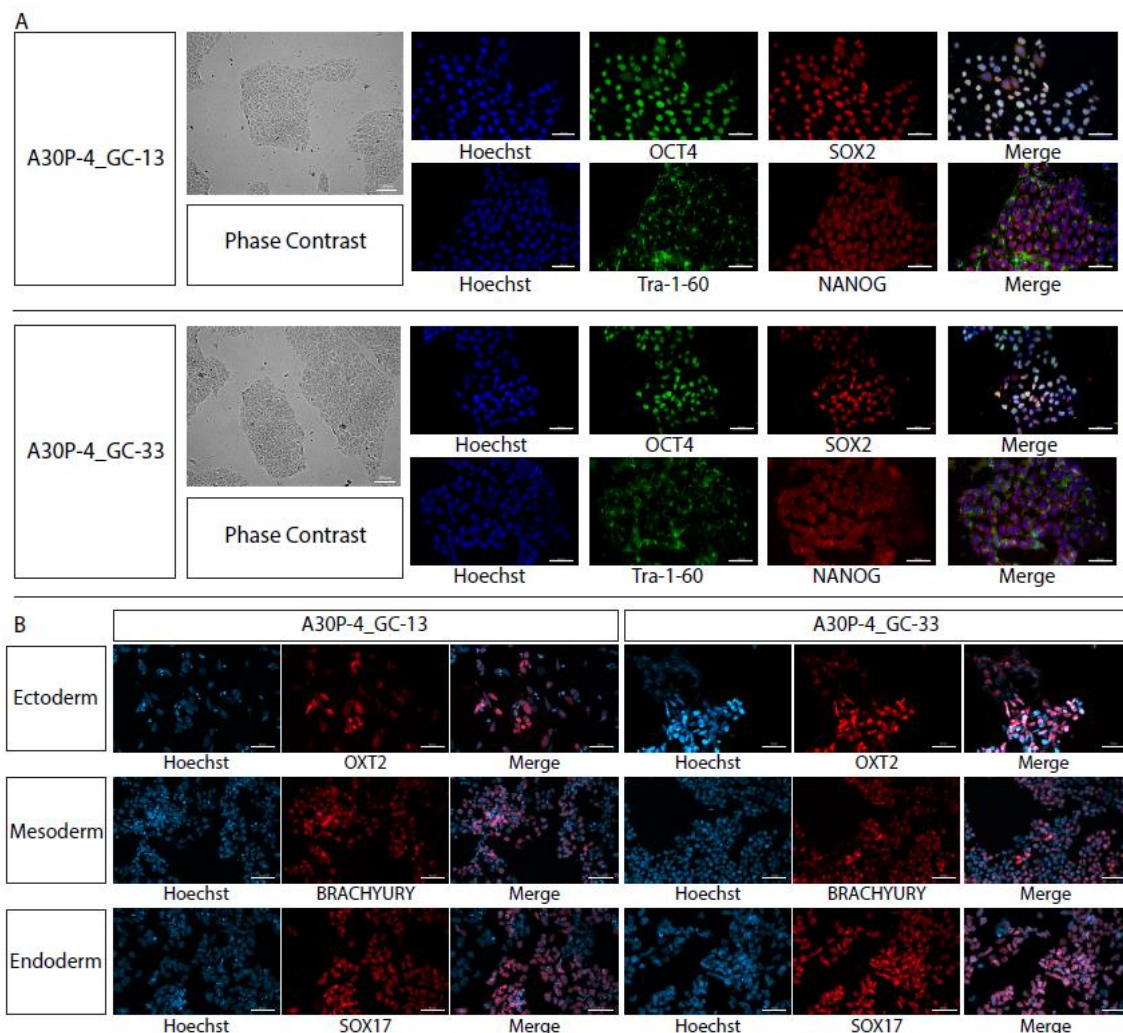 A
A30P-4_GC-13
Phase Contrast
Hoechst OCT4 SOX2 Merge
Hoechst Tra-1-60 NANOG Merge
A30P-4_GC-33
Phase Contrast
Hoechst OCT4 SOX2 Merge
Hoechst Tra-1-60 NANOG Merge
B
A30P-4_GC-13 A30P-4_GC-33
Ectoderm
Hoechst OXT2 Merge Hoechst OXT2 Merge
Mesoderm
Hoechst BRACHYURY Merge Hoechst BRACHYURY Merge
Endoderm
Hoechst SOX17 Merge Hoechst SOX17 Merge